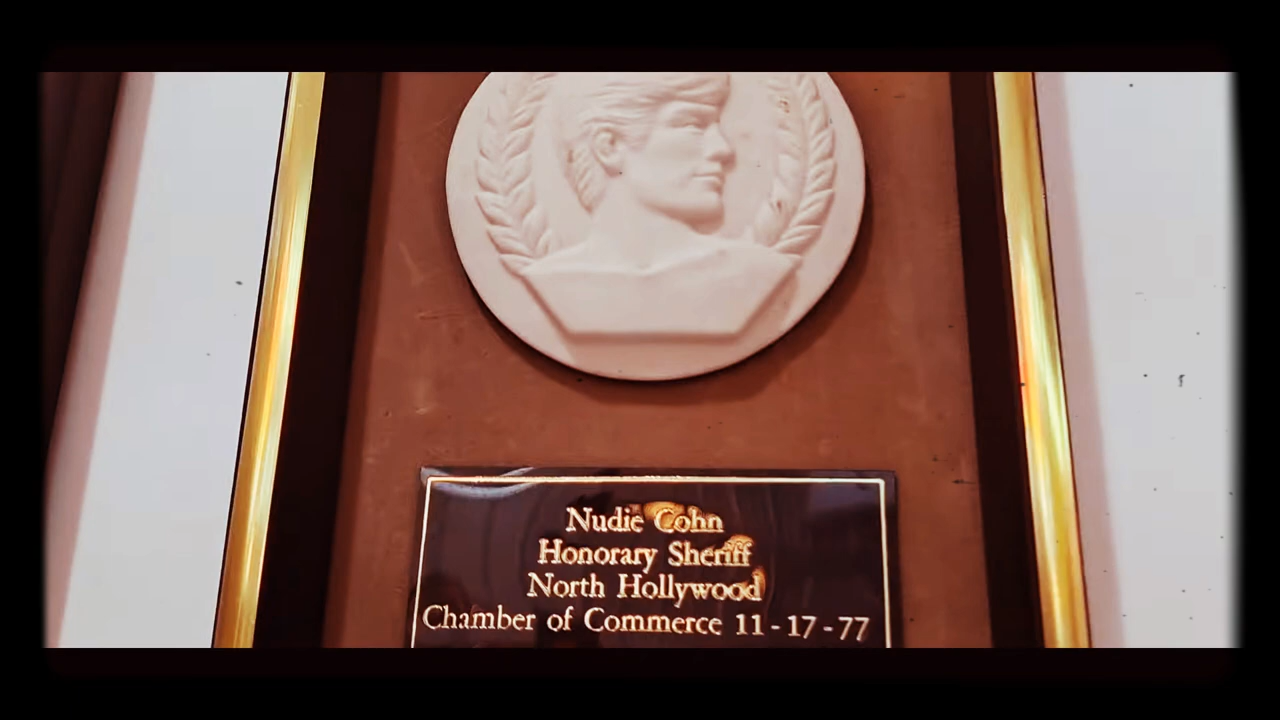 Nudie Cohn
Honorary Sheriff
North Hollywood
Chamber of Commerce 11-17-77